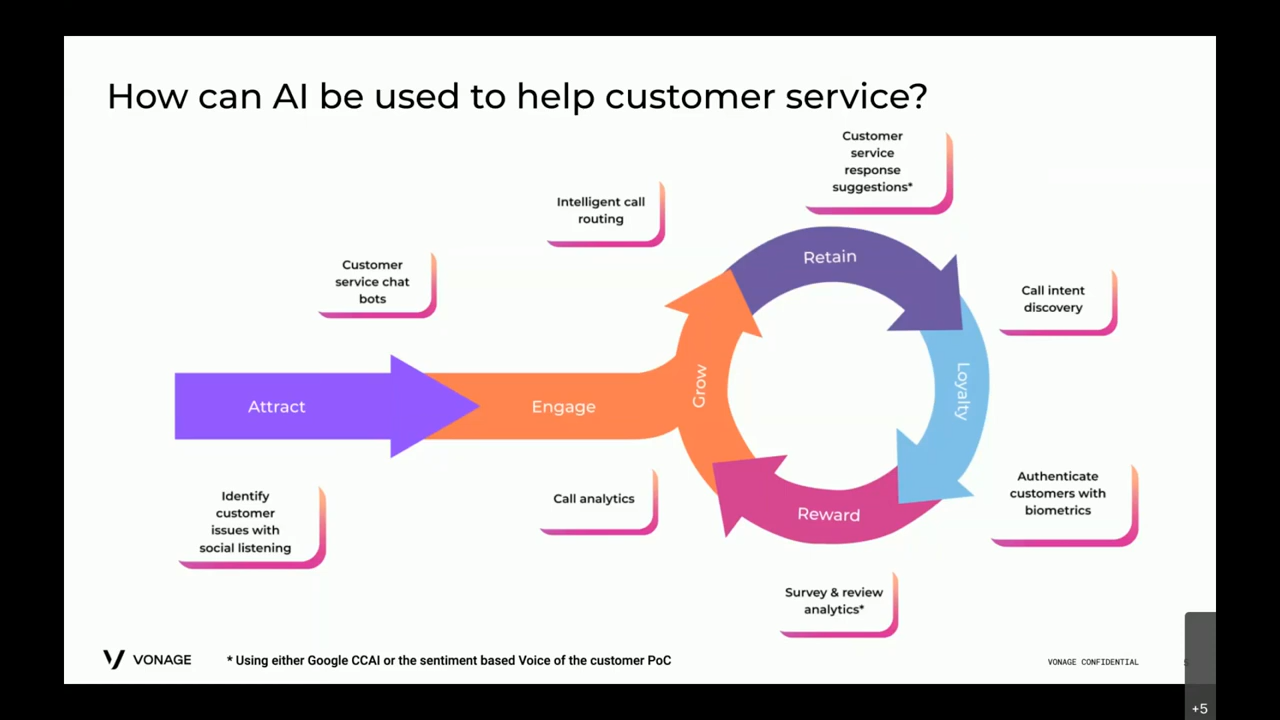 How can AI be used to help customer service?
Customer
service
response
suggestions*
Intelligent call
routing
Customer
service chat
bots
Retain
Call intent
discovery
Attract
Engage
Grow
Loyalty
Identify
customer
issues with
social listening
Call analytics
Reward
Authenticate
customers with
biometrics
Survey & review
analytics*
VONAGE
* Using either Google CCAI or the sentiment based Voice of the customer PoC
VONAGE CONFIDENTIAL
+5